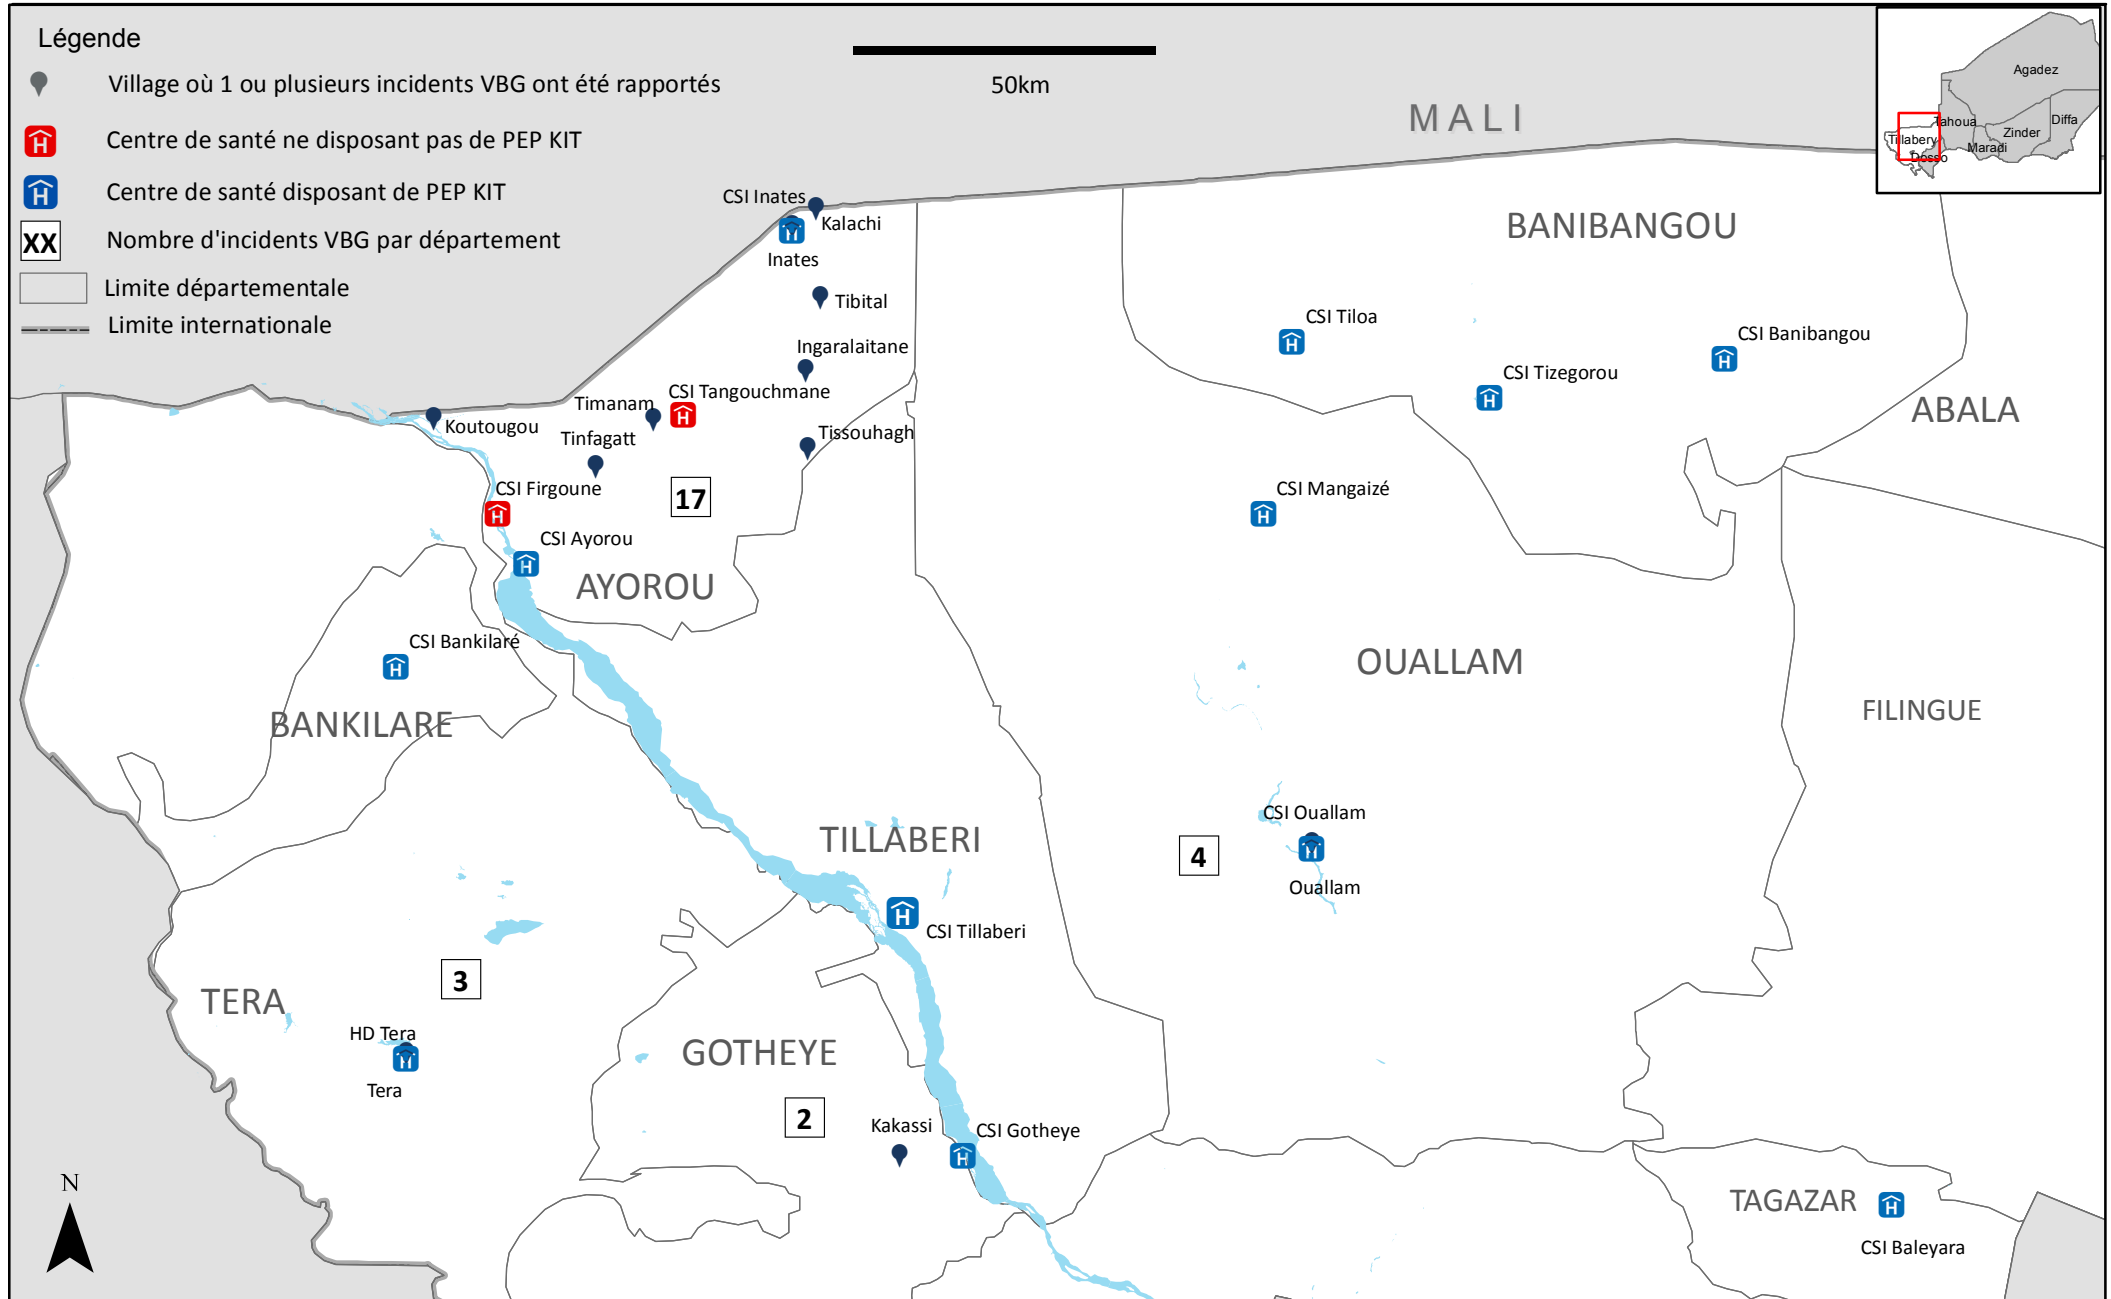 Légende
Village où 1 ou plusieurs incidents VBG ont été rapportés
Centre de santé ne disposant pas de PEP KIT
Centre de santé disposant de PEP KIT
XX
Nombre d'incidents VBG par département
Limite départementale
Limite internationale
50km
MALI
Agadez
Tahoua
Diffa
Zinder
Tillabery
Maradi
Dosso
CSI Inates
Kalachi
Inates
BANIBANGOU
Tibital
CSI Tiloa
CSI Banibangou
Ingaralaitane
CSI Tizegorou
CSI Tangouchmane
Timanam
ABALA
Koutougou
Tinfagatt
Tissouhagh
CSI Firgoune
17
CSI Mangaizé
CSI Ayorou
AYOROU
CSI Bankilaré
OUALLAM
BANKILARE
FILINGUE
CSI Ouallam
TILLABERI
4
Ouallam
CSI Tillaberi
3
TERA
HD Tera
GOTHEYE
Tera
2
Kakassi
CSI Gotheye
N
TAGAZAR
CSI Baleyara
H
H
H
H
H
H
H
H
H
H
H
H
H
H